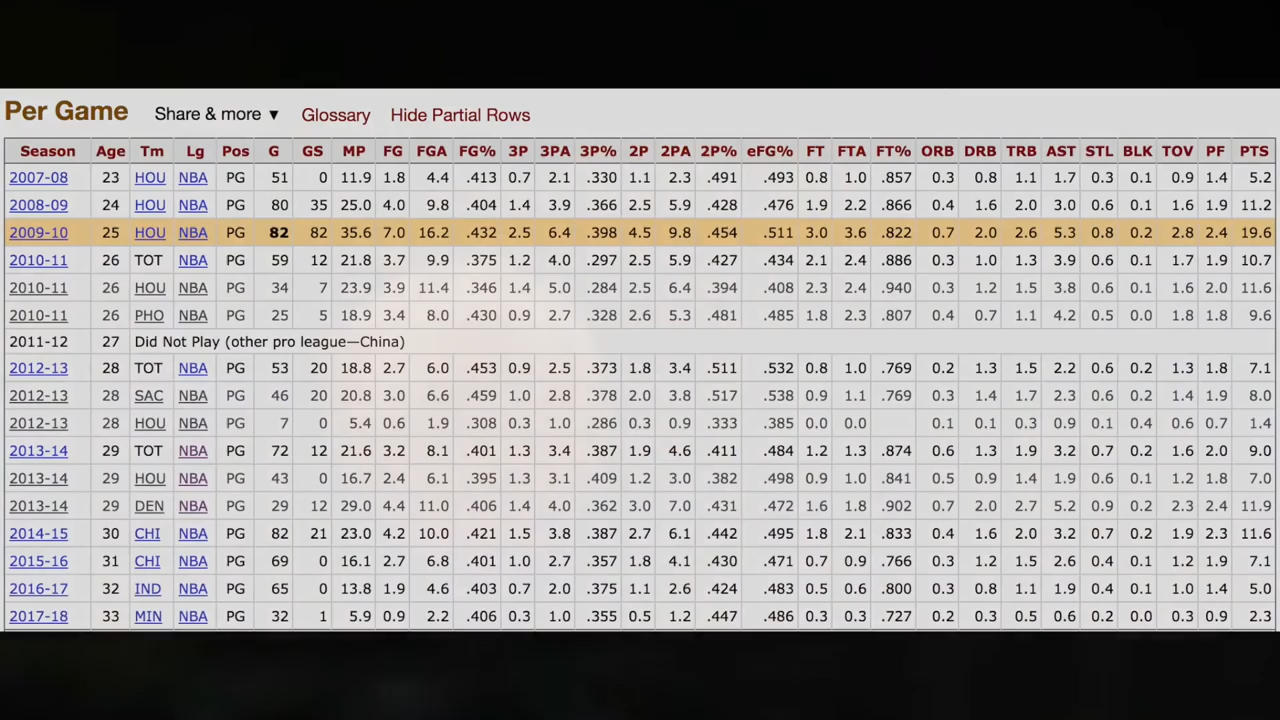 Per Game Share & more ▼ Glossary Hide Partial Rows
Season Age Tm Lg Pos G GS MP FG FGA FG% 3P 3PA 3P% 2P 2PA 2P% eFG% FT FTA FT% ORB DRB TRB AST STL BLK TOV PF PTS
2007-08 23 HOU NBA PG 51 0 11.9 1.8 4.4 .413 0.7 2.1 .330 1.1 2.3 .491 .493 0.8 1.0 .857 0.3 0.8 1.1 1.7 0.3 0.1 0.9 1.4 5.2
2008-09 24 HOU NBA PG 80 35 25.0 4.0 9.8 .404 1.4 3.9 .366 2.5 5.9 .428 .476 1.9 2.2 .866 0.4 1.6 2.0 3.0 0.6 0.1 1.6 1.9 11.2
2009-10 25 HOU NBA PG 82 82 35.6 7.0 16.2 .432 2.5 6.4 .398 4.5 9.8 .454 .511 3.0 3.6 .822 0.7 2.0 2.6 5.3 0.8 0.2 2.8 2.4 19.6
2010-11 26 TOT NBA PG 59 12 21.8 3.7 9.9 .375 1.2 4.0 .297 2.5 5.9 .427 .434 2.1 2.4 .886 0.3 1.0 1.3 3.9 0.6 0.1 1.7 1.9 10.7
2010-11 26 HOU NBA PG 34 7 23.9 3.9 11.4 .346 1.4 5.0 .284 2.5 6.4 .394 .408 2.3 2.4 .940 0.3 1.2 1.5 3.8 0.6 0.1 1.6 2.0 11.6
2010-11 26 PHO NBA PG 25 5 18.9 3.4 8.0 .430 0.9 2.7 .328 2.6 5.3 .481 .485 1.8 2.3 .807 0.4 0.7 1.1 4.2 0.5 0.0 1.8 1.8 9.6
2011-12 27 Did Not Play (other pro league—China)
2012-13 28 TOT NBA PG 53 20 18.8 2.7 6.0 .453 0.9 2.5 .373 1.8 3.4 .511 .532 0.8 1.0 .769 0.2 1.3 1.5 2.2 0.6 0.2 1.3 1.8 7.1
2012-13 28 SAC NBA PG 46 20 20.8 3.0 6.6 .459 1.0 2.8 .378 2.0 3.8 .517 .538 0.9 1.1 .769 0.3 1.4 1.7 2.3 0.6 0.2 1.4 1.9 8.0
2012-13 28 HOU NBA PG 7 0 5.4 0.6 1.9 .308 0.3 1.0 .286 0.3 0.9 .333 .385 0.0 0.0 0.1 0.1 0.3 0.9 0.1 0.4 0.6 0.7 1.4
2013-14 29 TOT NBA PG 72 12 21.6 3.2 8.1 .401 1.3 3.4 .387 1.9 4.6 .411 .484 1.2 1.3 .874 0.6 1.3 1.9 3.2 0.7 0.2 1.6 2.0 9.0
2013-14 29 HOU NBA PG 43 0 16.7 2.4 6.1 .395 1.3 3.1 .409 1.2 3.0 .382 .498 0.9 1.0 .841 0.5 0.9 1.4 1.9 0.6 0.1 1.2 1.8 7.0
2013-14 29 DEN NBA PG 29 12 29.0 4.4 11.0 .406 1.4 4.0 .362 3.0 7.0 .431 .472 1.6 1.8 .902 0.7 2.0 2.7 5.2 0.9 0.2 2.3 2.4 11.9
2014-15 30 CHI NBA PG 82 21 23.0 4.2 10.0 .421 1.5 3.8 .387 2.7 6.1 .442 .495 1.8 2.1 .833 0.4 1.6 2.0 3.2 0.7 0.2 1.9 2.3 11.6
2015-16 31 CHI NBA PG 69 0 16.1 2.7 6.8 .401 1.0 2.7 .357 1.8 4.1 .430 .471 0.7 0.9 .766 0.2 1.2 1.5 2.6 0.4 0.1 1.2 1.9 7.1
2016-17 32 IND NBA PG 65 0 13.8 1.9 4.6 .403 0.7 2.0 .375 1.1 2.6 .424 .483 0.5 0.6 .800 0.3 0.8 1.1 1.9 0.4 0.1 1.0 1.4 5.0
2017-18 33 MIN NBA PG 32 1 5.9 0.9 2.2 .406 0.3 1.0 .355 0.5 1.2 .447 .486 0.3 0.3 .727 0.2 0.3 0.5 0.6 0.2 0.0 0.3 0.9 2.3